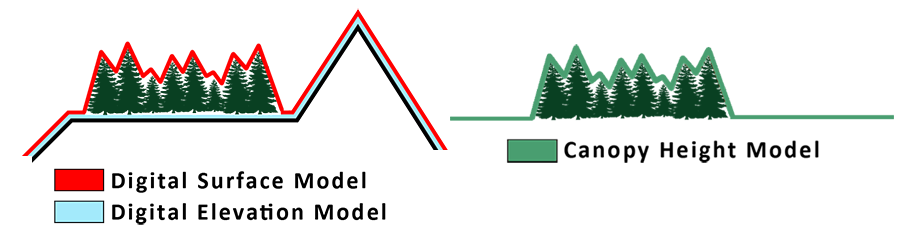 Digital Surface Model
Digital Elevation Model
Canopy Height Model